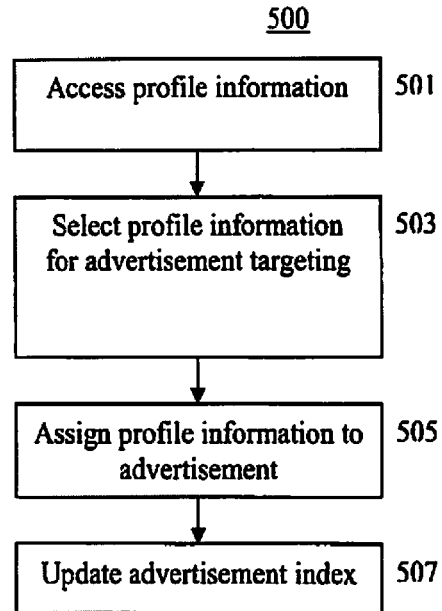 500
Access profile information 501
Select profile information 503
for advertisement targeting
Assign profile information to 505
advertisement
Update advertisement index 507